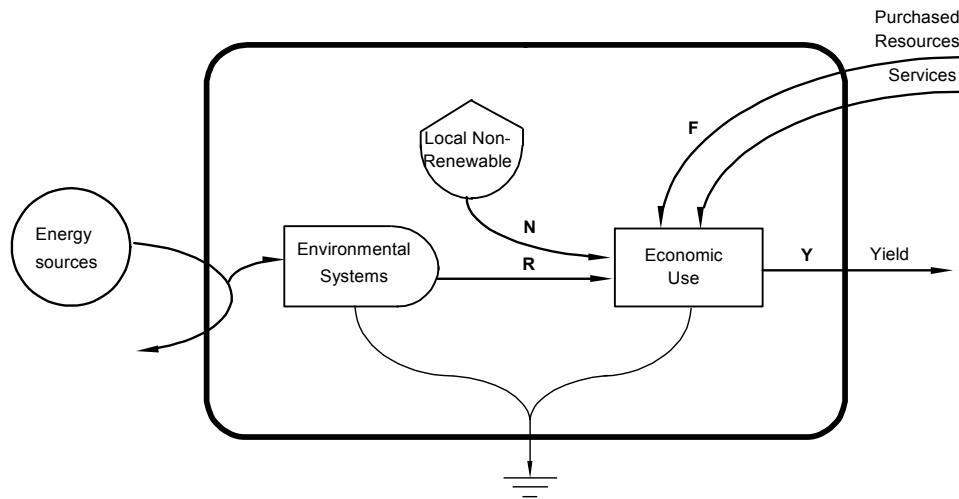 Purchased
Resources
Services
F
Local Non-
Renewable
N
Energy
sources
Environmental
Systems
R
Economic
Use
Y
Yield